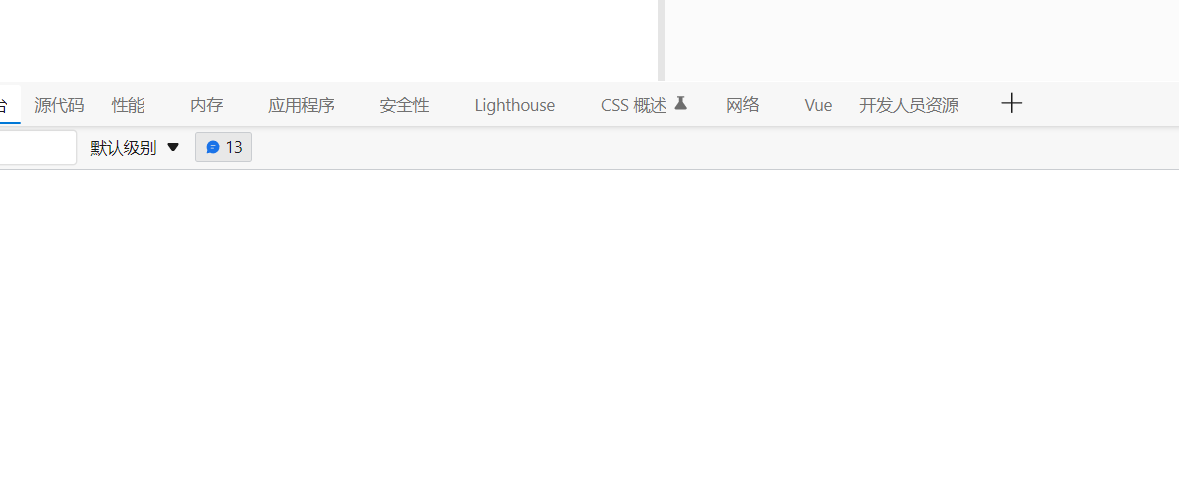 台 源代码 性能 内存 应用程序 安全性 Lighthouse CSS 概述 网络 Vue 开发人员资源
默认级别 13